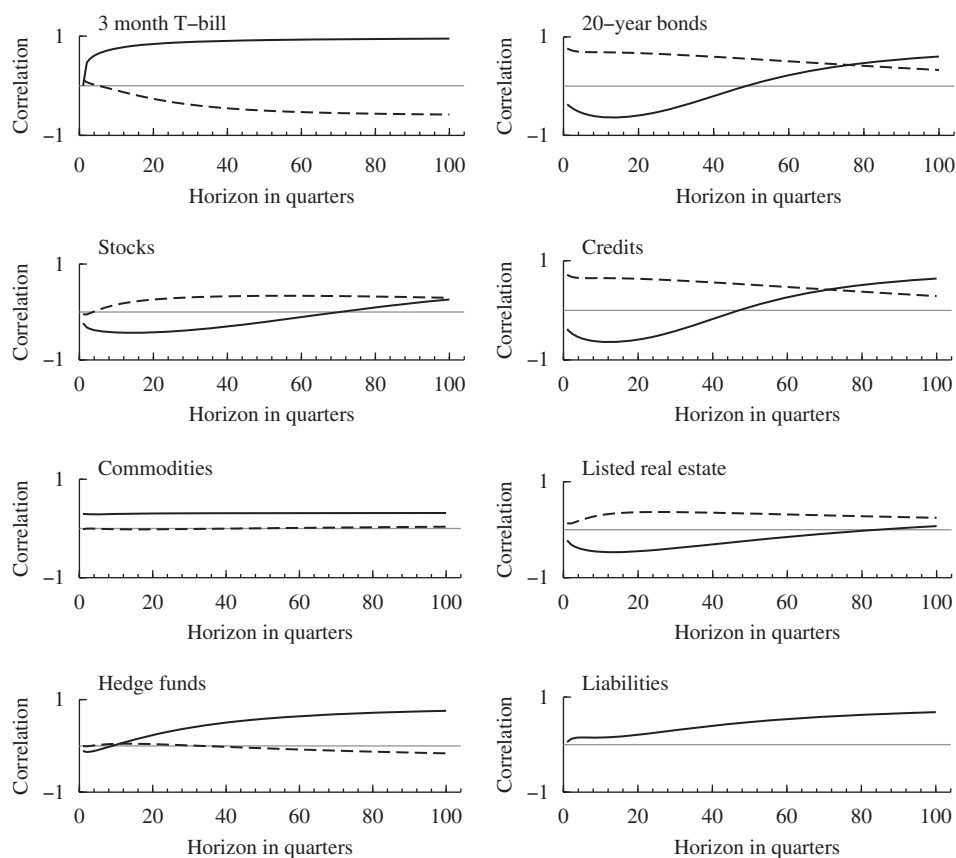 3 month T–bill
1
Correlation
–1
0 20 40 60 80 100
Horizon in quarters
20–year bonds
1
Correlation
–1
0 20 40 60 80 100
Horizon in quarters
Stocks
1
Correlation
–1
0 20 40 60 80 100
Horizon in quarters
Credits
1
Correlation
–1
0 20 40 60 80 100
Horizon in quarters
Commodities
1
Correlation
–1
0 20 40 60 80 100
Horizon in quarters
Listed real estate
1
Correlation
–1
0 20 40 60 80 100
Horizon in quarters
Hedge funds
1
Correlation
–1
0 20 40 60 80 100
Horizon in quarters
Liabilities
1
Correlation
–1
0 20 40 60 80 100
Horizon in quarters